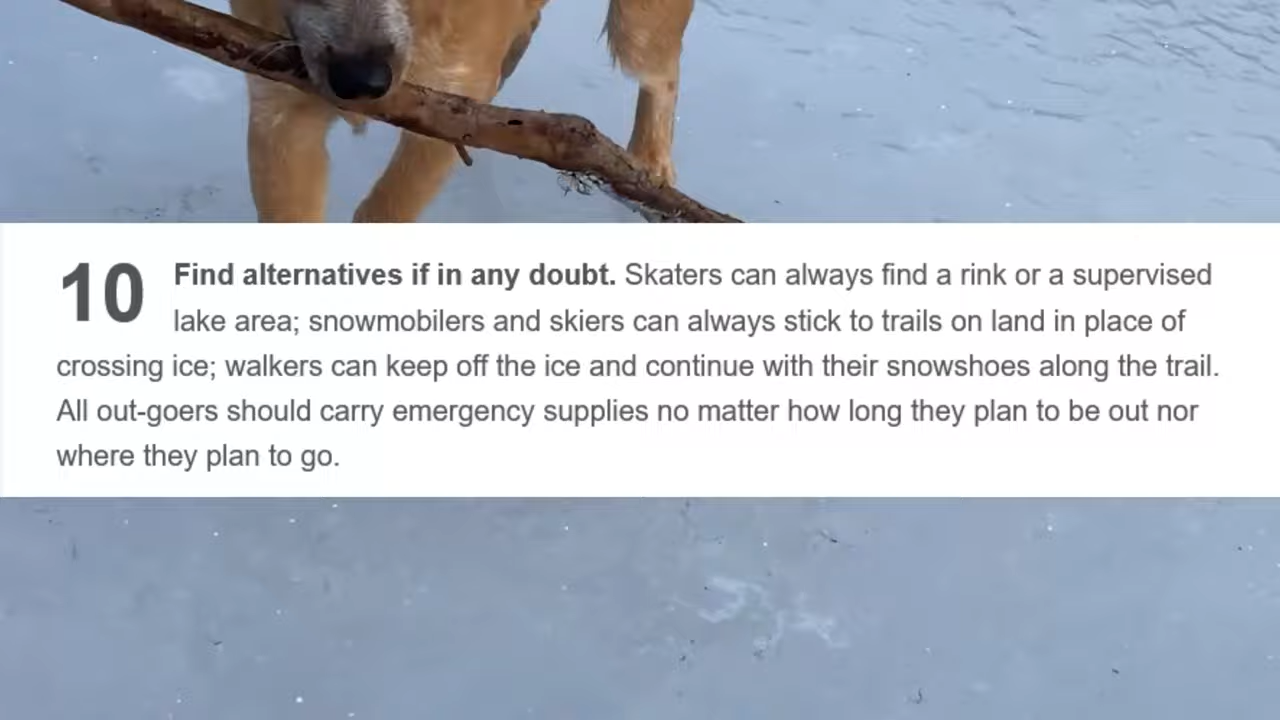 10 Find alternatives if in any doubt. Skaters can always find a rink or a supervised
lake area; snowmobilers and skiers can always stick to trails on land in place of
crossing ice; walkers can keep off the ice and continue with their snowshoes along the trail.
All out-goers should carry emergency supplies no matter how long they plan to be out nor
where they plan to go.